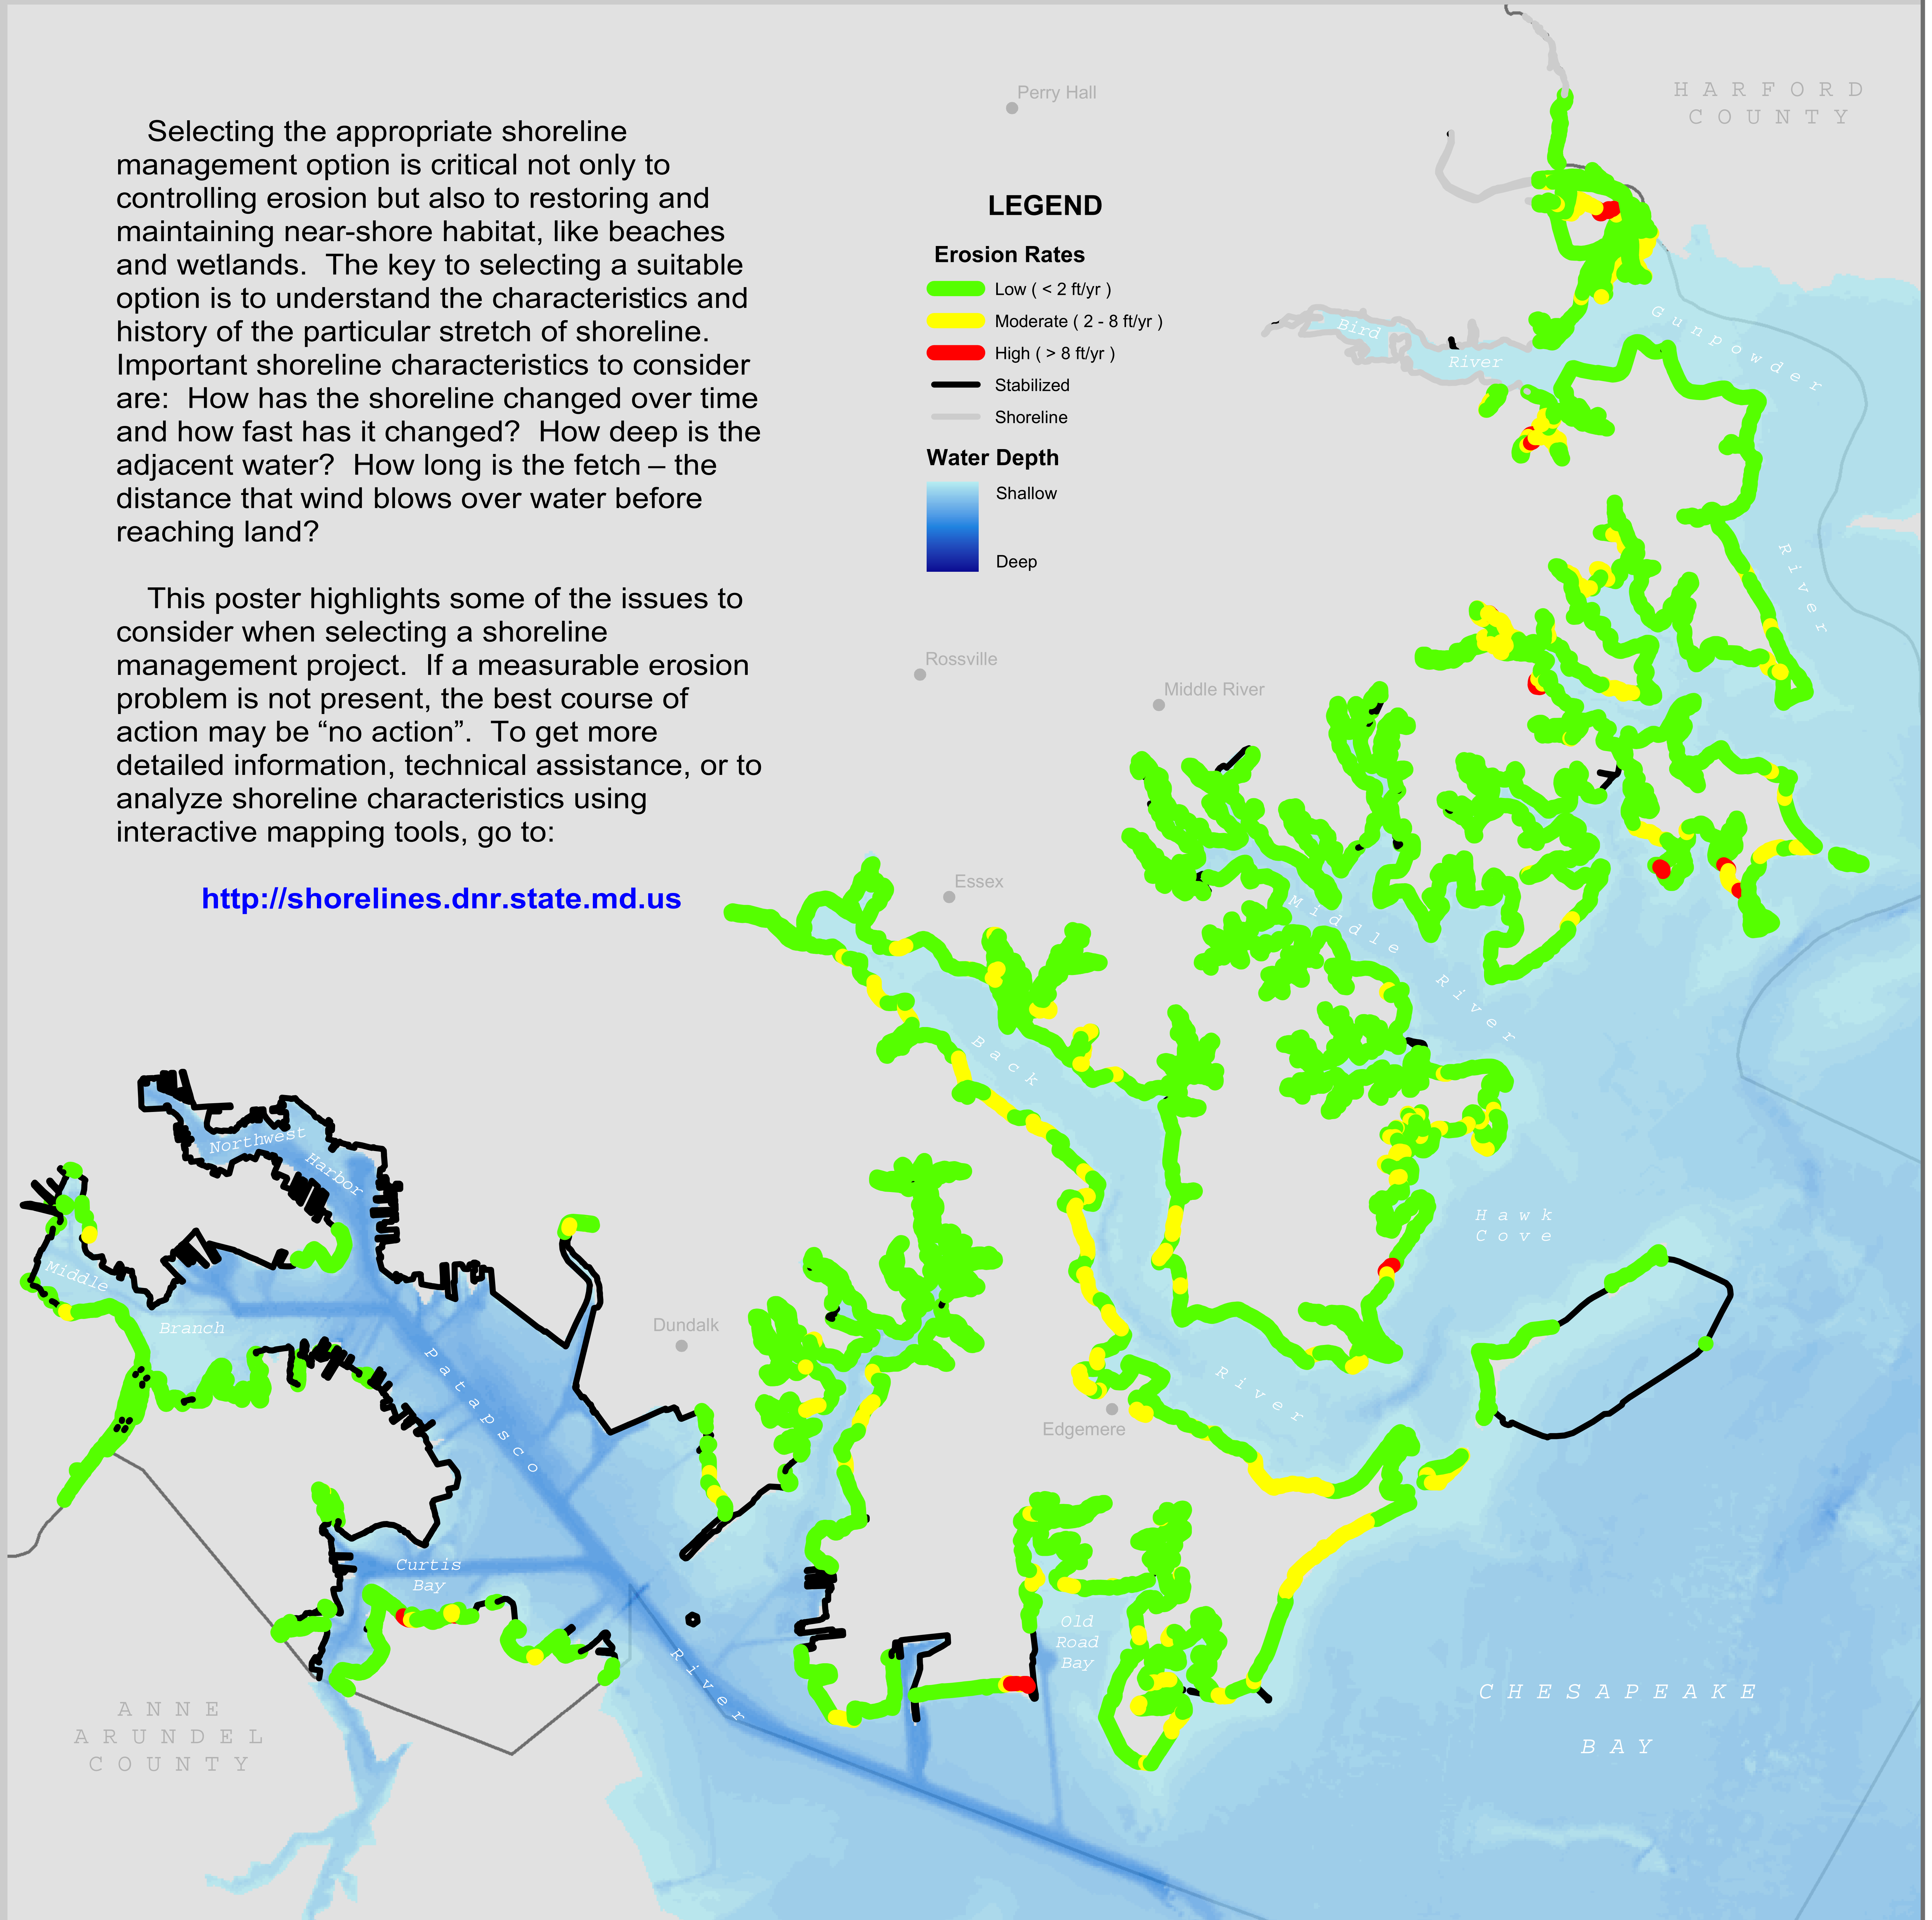 Selecting the appropriate shoreline
management option is critical not only to
controlling erosion but also to restoring and
maintaining near-shore habitat, like beaches
and wetlands.  The key to selecting a suitable
option is to understand the characteristics and
history of the particular stretch of shoreline.
Important shoreline characteristics to consider
are:  How has the shoreline changed over time
and how fast has it changed?  How deep is the
adjacent water?  How long is the fetch – the
distance that wind blows over water before
reaching land?
This poster highlights some of the issues to
consider when selecting a shoreline
management project.  If a measurable erosion
problem is not present, the best course of
action may be “no action”.  To get more
detailed information, technical assistance, or to
analyze shoreline characteristics using
interactive mapping tools, go to:
http://shorelines.dnr.state.md.us
LEGEND
Erosion Rates
Low ( < 2 ft/yr )
Moderate ( 2 - 8 ft/yr )
High ( > 8 ft/yr )
Stabilized
Shoreline
Water Depth
Shallow
Deep
Perry Hall
HARFORD
COUNTY
Bird
River
Gunpowder
River
Rossville
Middle River
Essex
Middle
River
Back
River
Northwest
Harbor
Middle
Branch
Hawk
Cove
Dundalk
Patapsco
River
Edgemere
Curtis
Bay
Old
Road
Bay
ANNE
ARUNDEL
COUNTY
CHESAPEAKE
BAY